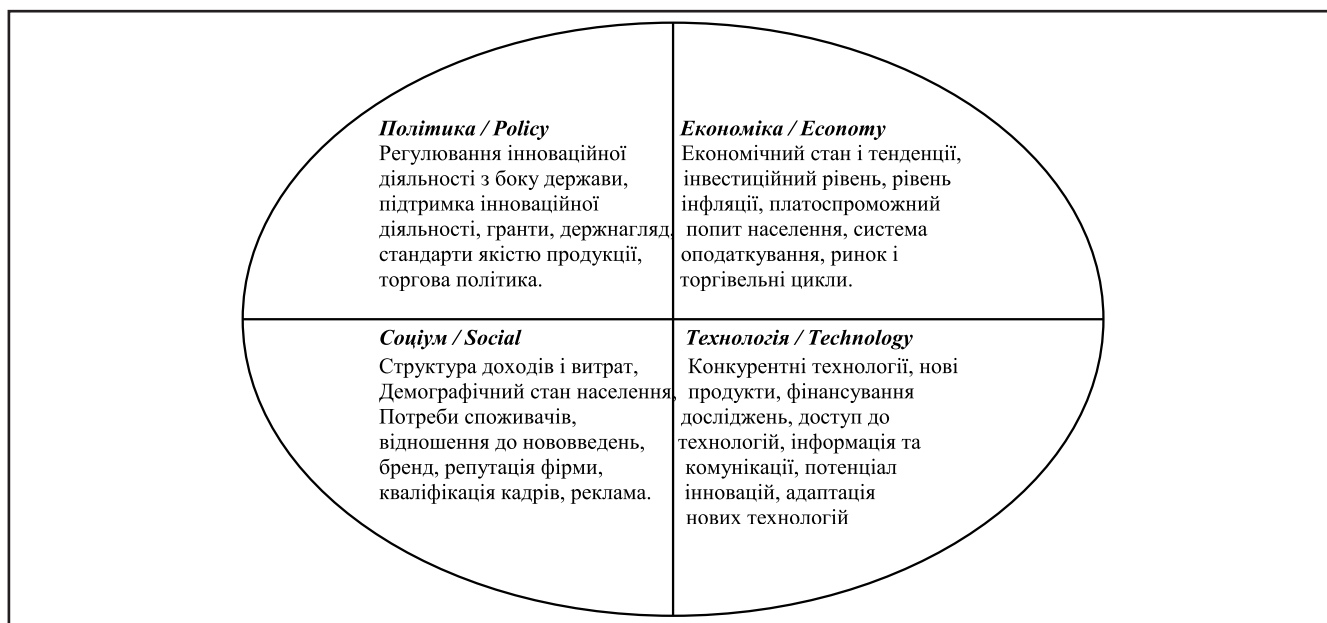 Політика / Policy
Регулювання інноваційної
діяльності з боку держави,
підтримка інноваційної
діяльності, гранти, держнагляд,
стандарти якістю продукції,
торгова політика.
Економіка / Economy
Економічний стан і тенденції,
інвестиційний рівень, рівень
інфляції, платоспроможний
попит населення, система
оподаткування, ринок і
торгівельні цикли.
Соціум / Social
Структура доходів і витрат,
Демографічний стан населення,
Потреби споживачів,
відношення до нововведень,
бренд, репутація фірми,
кваліфікація кадрів, реклама.
Технологія / Technology
Конкурентні технології, нові
продукти, фінансування
досліджень, доступ до
технологій, інформація та
комунікації, потенціал
інновацій, адаптація
нових технологій